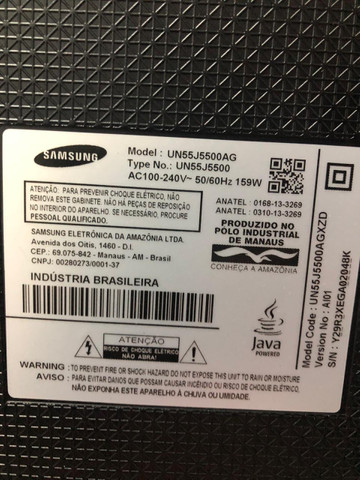 SAMSUNG
Model : UN55J5500AG
Type No.: UN55J5500
AC100-240V~ 50/60Hz 159W
ATENÇÃO: PARA PREVENIR CHOQUE ELÉTRICO, NÃO
REMOVA ESTE GABINETE. NÃO HÁ PEÇAS DE REPOSIÇÃO
NO INTERIOR DO APARELHO. SE NECESSÁRIO, PROCURE
PESSOAL QUALIFICADO.
ANATEL : 0168-13-3269
ANATEL : 0310-13-3269
SAMSUNG ELETRÔNICA DA AMAZÔNIA LTDA.
Avenida dos Oitis, 1460 - D.I.
CEP.: 69.075-842 - Manaus - AM - Brasil
CNPJ: 00280273/0001-37
PRODUZIDO NO
PÓLO INDUSTRIAL
DE MANAUS
CONHEÇA A AMAZÔNIA
INDÚSTRIA BRASILEIRA
ATENÇÃO
RISCO DE CHOQUE ELÉTRICO
NÃO ABRA!
Java
POWERED
WARNING : TO PREVENT FIRE OR SHOCK HAZARD DO NOT EXPOSE THIS UNIT TO RAIN OR MOISTURE
AVISO : PARA EVITAR DANOS QUE POSSAM CAUSAR INCÊNDIO OU RISCO DE CHOQUE ELÉTRICO,
NÃO EXPONHA ESTE APARELHO À CHUVA OU UMIDADE.
Model Code : UN55J5500AGXZD
Version No : AI01
S/N : Y29R3XEGA02048K